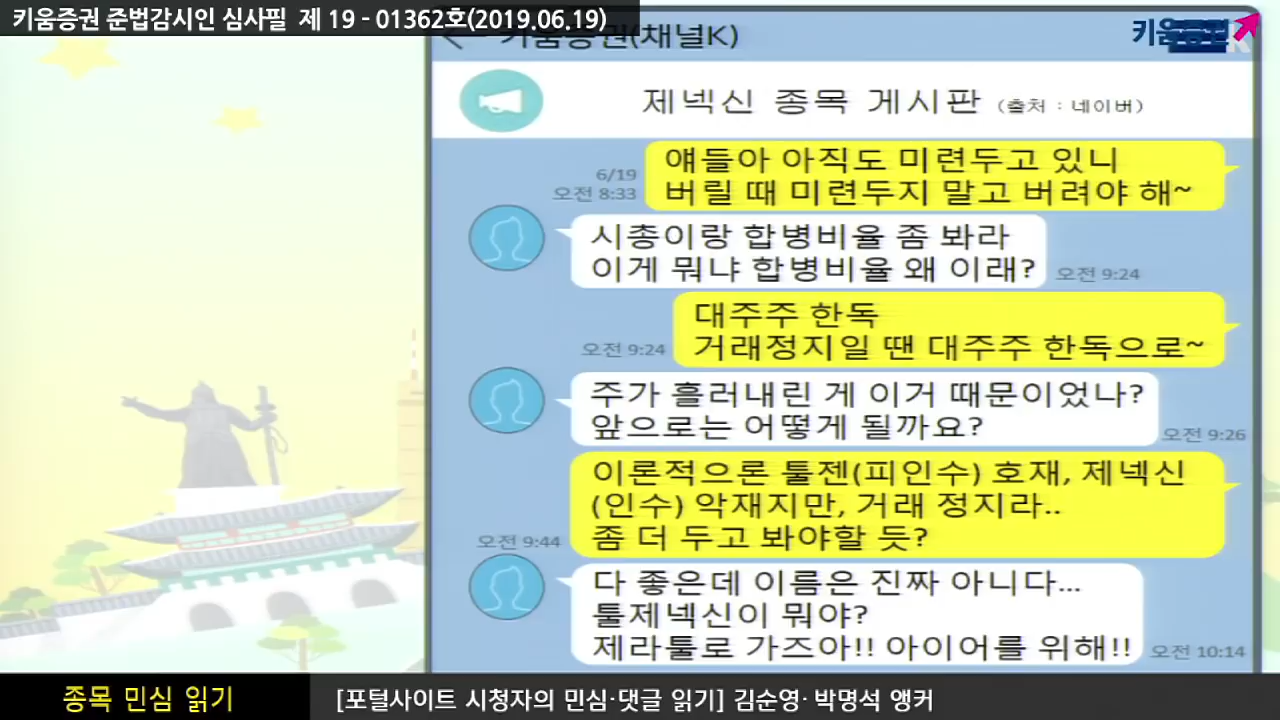 키움증권 준법감시인 심사필 제 19 - 01362호(2019.06.19)
키움증권(채널K)
키움증권
제넥신 종목 게시판 (출처 : 네이버)
얘들아 아직도 미련두고 있니
버릴 때 미련두지 말고 버려야 해~
6/19
오전 8:33
시총이랑 합병비율 좀 봐라
이게 뭐냐 합병비율 왜 이래?
오전 9:24
대주주 한독
거래정지일 땐 대주주 한독으로~
오전 9:24
주가 흘러내린 게 이거 때문이었나?
앞으로는 어떻게 될까요?
오전 9:26
이론적으론 툴젠(피인수) 호재, 제넥신
(인수) 악재지만, 거래 정지라..
좀 더 두고 봐야할 듯?
오전 9:44
다 좋은데 이름은 진짜 아니다...
툴제넥신이 뭐야?
제라툴로 가즈아!! 아이어를 위해!!
오전 10:14
종목 민심 읽기
[포털사이트 시청자의 민심·댓글 읽기] 김순영·박명석 앵커